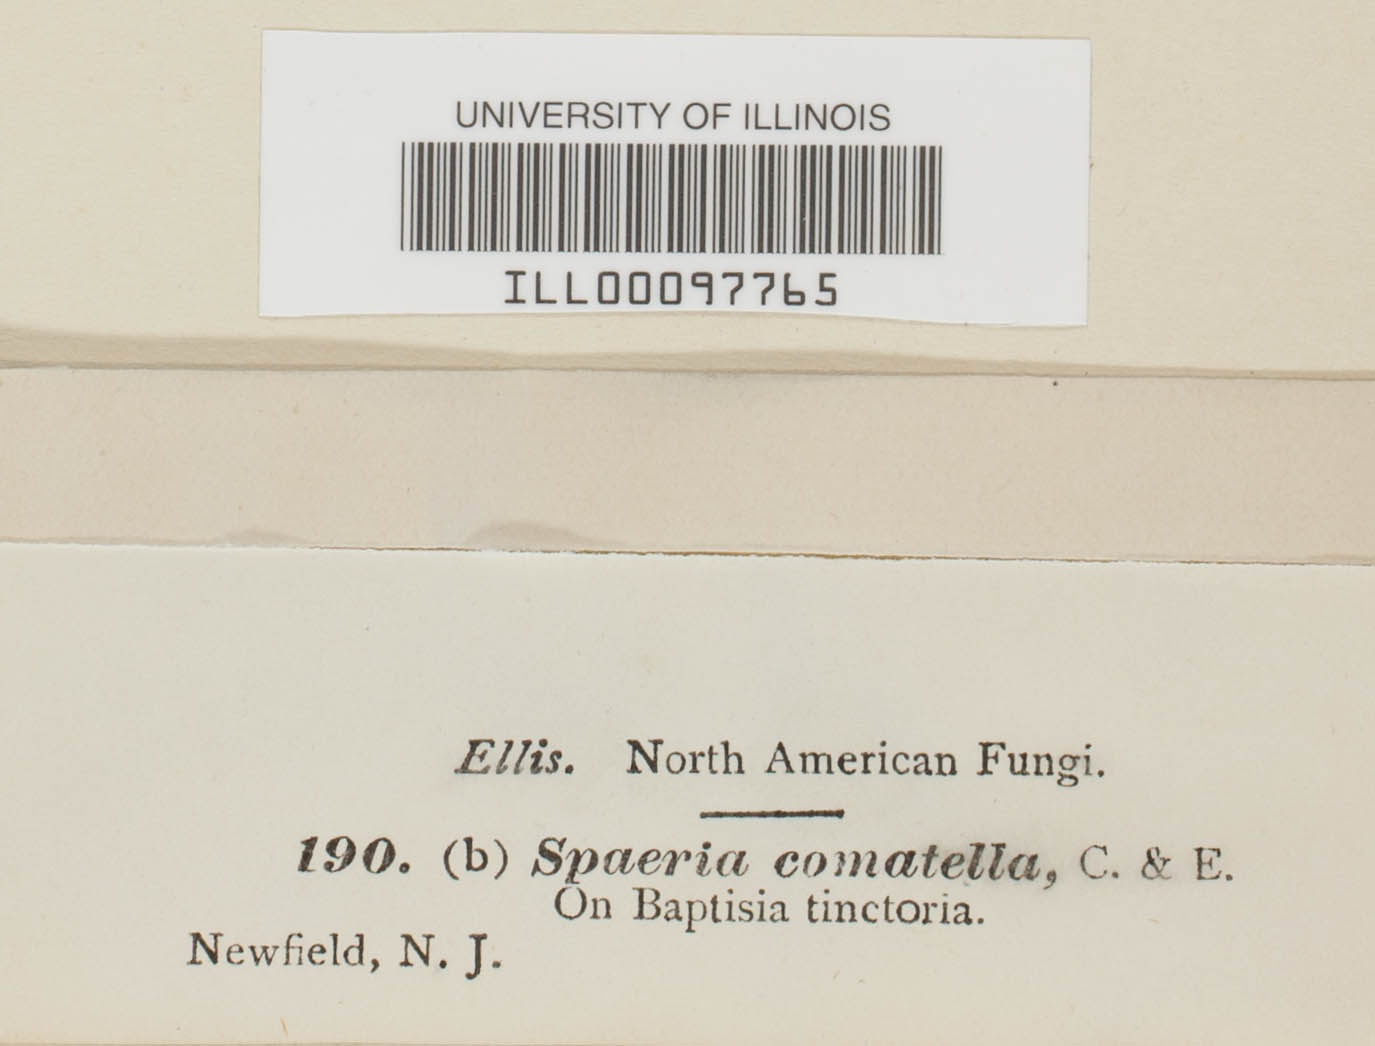 UNIVERSITY OF ILLINOIS
ILL00097765
Ellis. North American Fungi.
190. (b) Spaeria comatella, C. & E.
On Baptisia tinctoria.
Newfield, N. J.